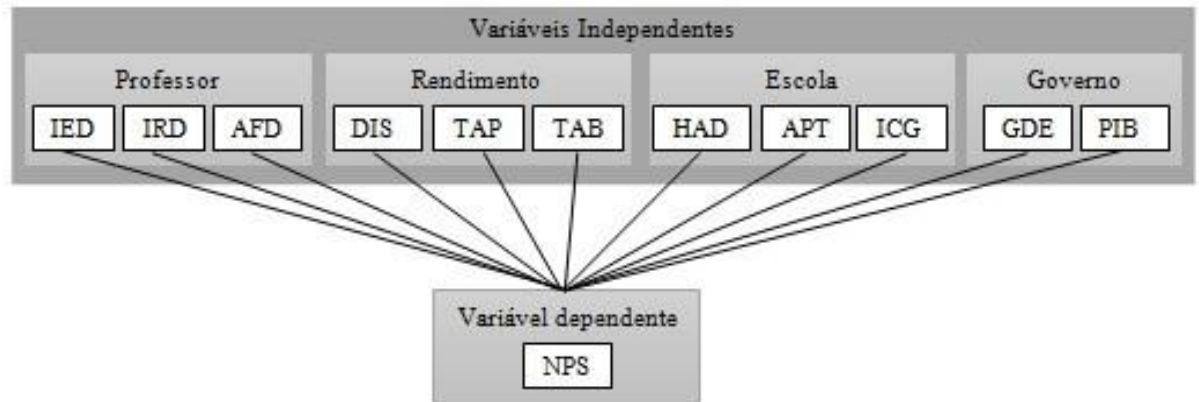 Variáveis Independentes
Professor Rendimento Escola Governo
IED IRD AFD DIS TAP TAB HAD APT ICG GDE PIB
Variável dependente
NPS